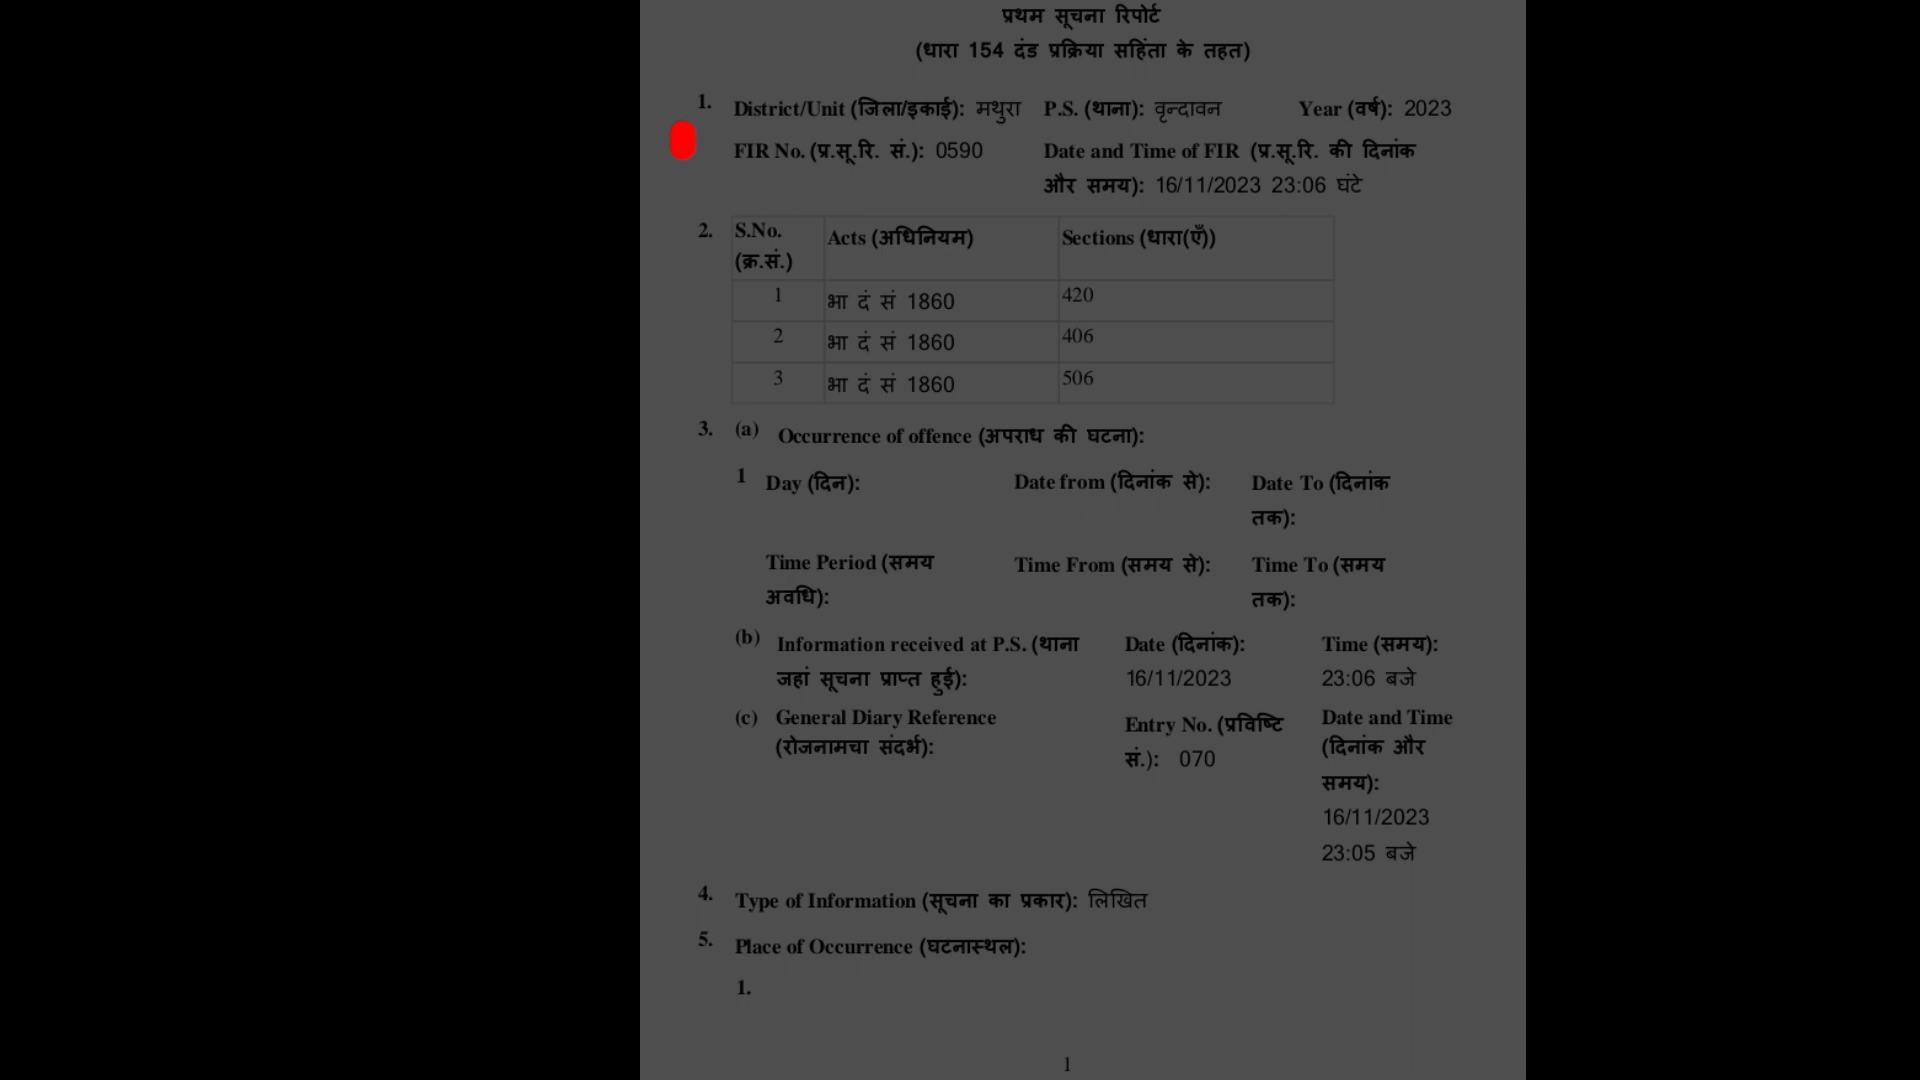 प्रथम सूचना रिपोर्ट
(धारा 154 दंड प्रक्रिया सहिंता के तहत)
1. District/Unit (जिला/इकाई): मथुरा P.S. (थाना): वृन्दावन Year (वर्ष): 2023
FIR No. (प्र.सू.रि. सं.): 0590 Date and Time of FIR (प्र.सू.रि. की दिनांक
और समय): 16/11/2023 23:06 घंटे
2. S.No. Acts (अधिनियम) Sections (धारा(एँ))
(क्र.सं.)
1 भा दं सं 1860 420
2 भा दं सं 1860 406
3 भा दं सं 1860 506
3. (a) Occurrence of offence (अपराध की घटना):
1 Day (दिन): Date from (दिनांक से): Date To (दिनांक
तक):
Time Period (समय Time From (समय से): Time To (समय
अवधि): तक):
(b) Information received at P.S. (थाना Date (दिनांक): Time (समय):
जहां सूचना प्राप्त हुई): 16/11/2023 23:06 बजे
(c) General Diary Reference Entry No. (प्रविष्टि Date and Time
(रोजनामचा संदर्भ): सं.): 070 (दिनांक और
समय):
16/11/2023
23:05 बजे
4. Type of Information (सूचना का प्रकार): लिखित
5. Place of Occurrence (घटनास्थल):
1.
1